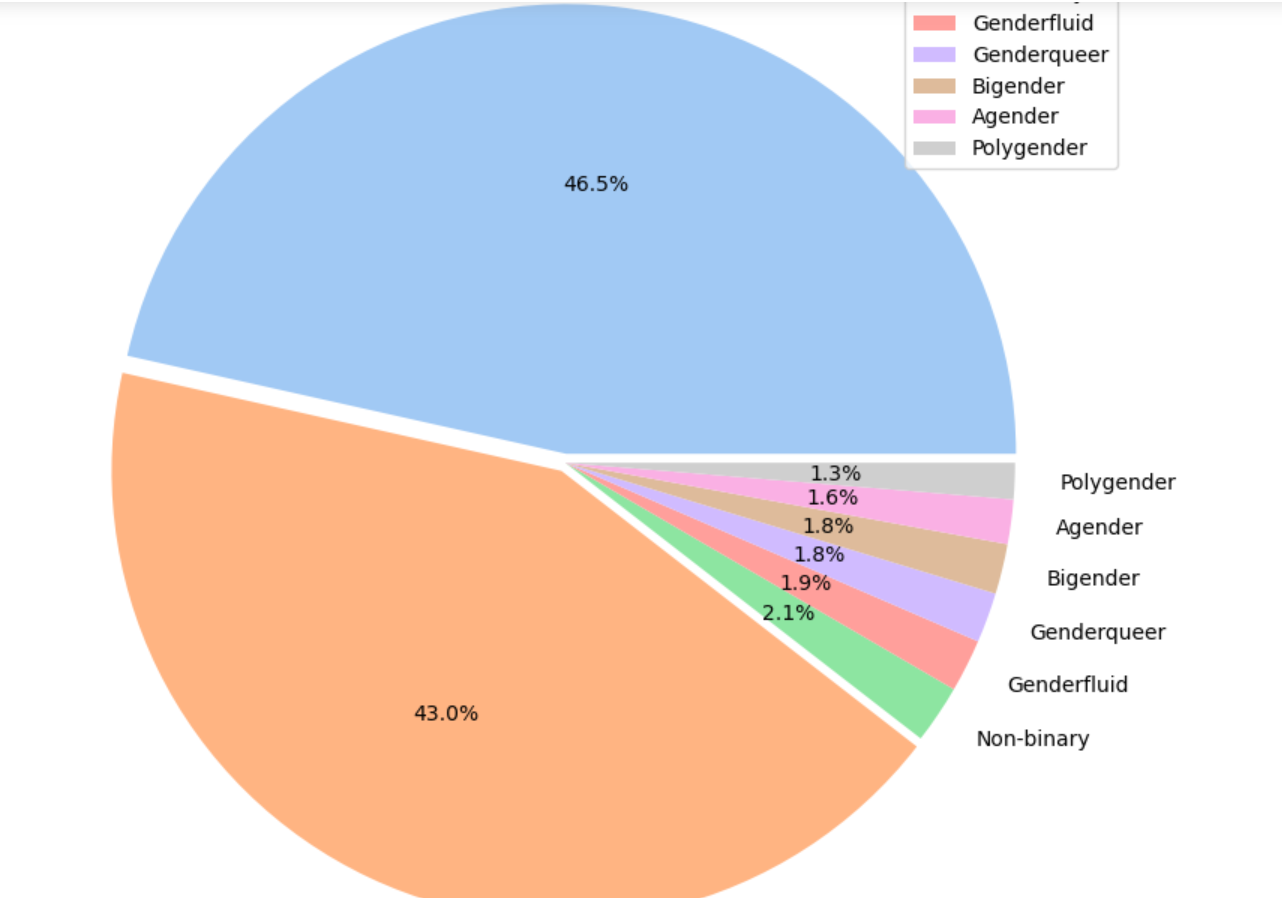 Genderfluid
Genderqueer
Bigender
Agender
Polygender
46.5%
1.3%
Polygender
1.6%
Agender
1.8%
Bigender
1.8%
Genderqueer
1.9%
Genderfluid
2.1%
Non-binary
43.0%